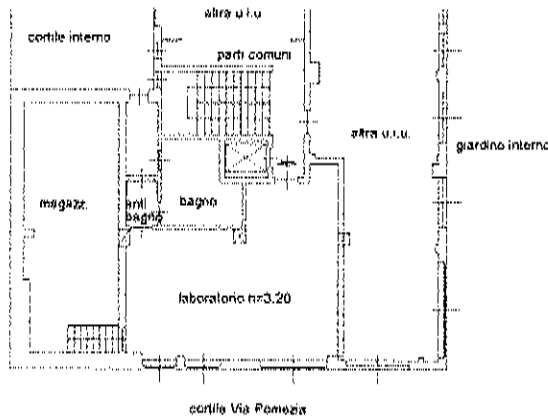 altra u.i.u
cortile interno
parti comuni
altra u.i.u.
giardino interno
magazz.
anti
bagno
bagno
laboratorio h=3.20
cortile Via Pomezia